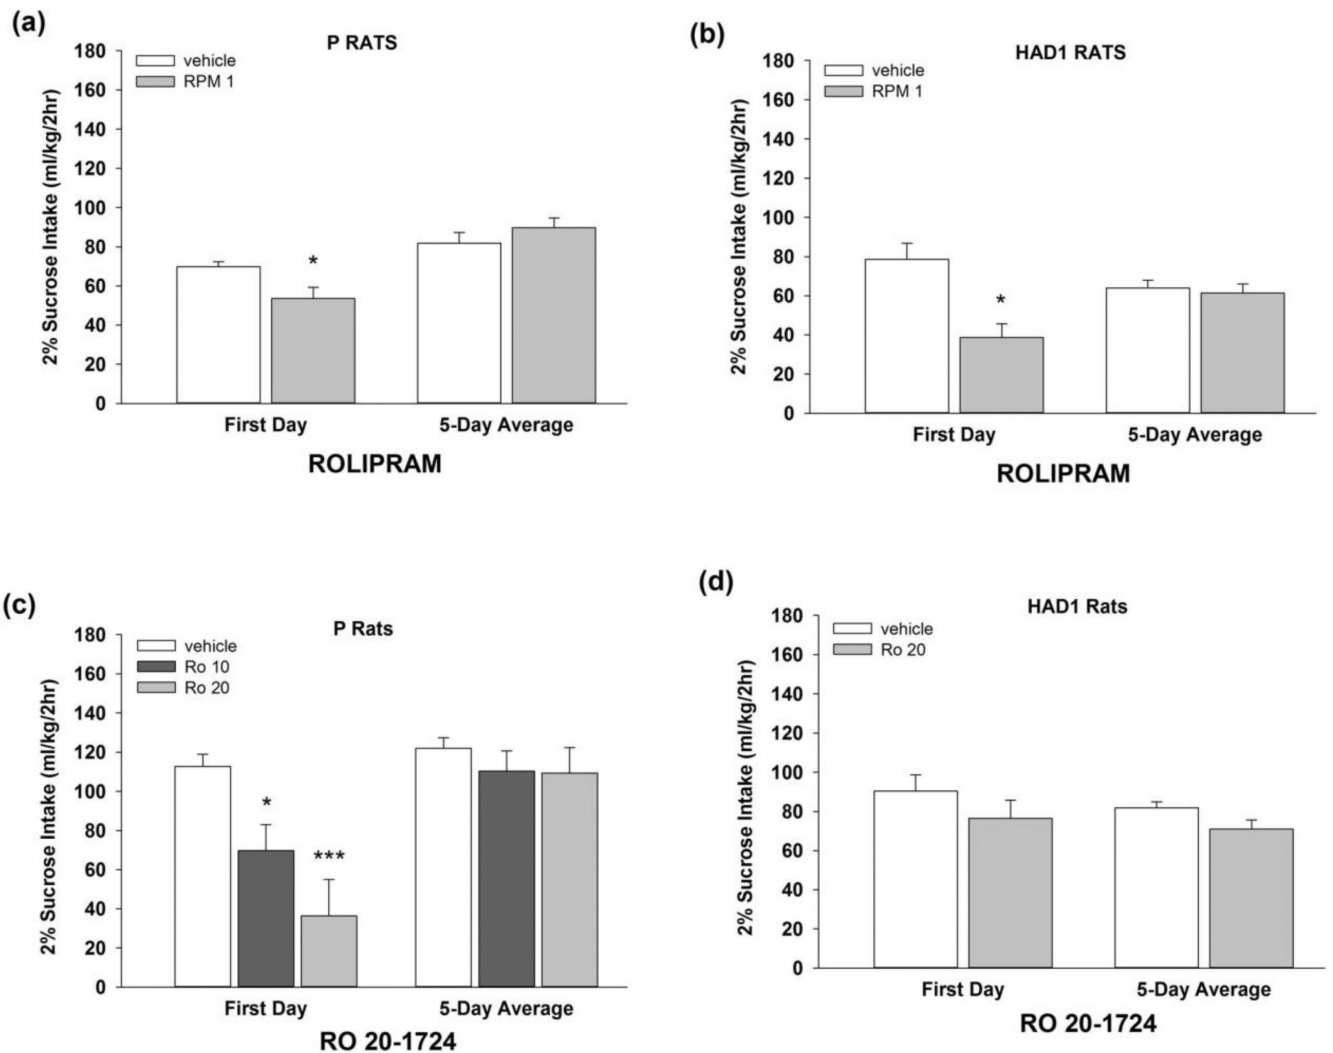 (a)
P RATS
vehicle
RPM 1
2% Sucrose Intake (ml/kg/2hr)
180
160
140
120
100
80
60
40
20
0
*
First Day
5-Day Average
ROLIPRAM
(b)
HAD1 RATS
vehicle
RPM 1
2% Sucrose Intake (ml/kg/2hr)
180
160
140
120
100
80
60
40
20
0
*
First Day
5-Day Average
ROLIPRAM
(c)
P Rats
vehicle
Ro 10
Ro 20
2% Sucrose Intake (ml/kg/2hr)
180
160
140
120
100
80
60
40
20
0
*
***
First Day
5-Day Average
RO 20-1724
(d)
HAD1 Rats
vehicle
Ro 20
2% Sucrose Intake (ml/kg/2hr)
180
160
140
120
100
80
60
40
20
0
First Day
5-Day Average
RO 20-1724